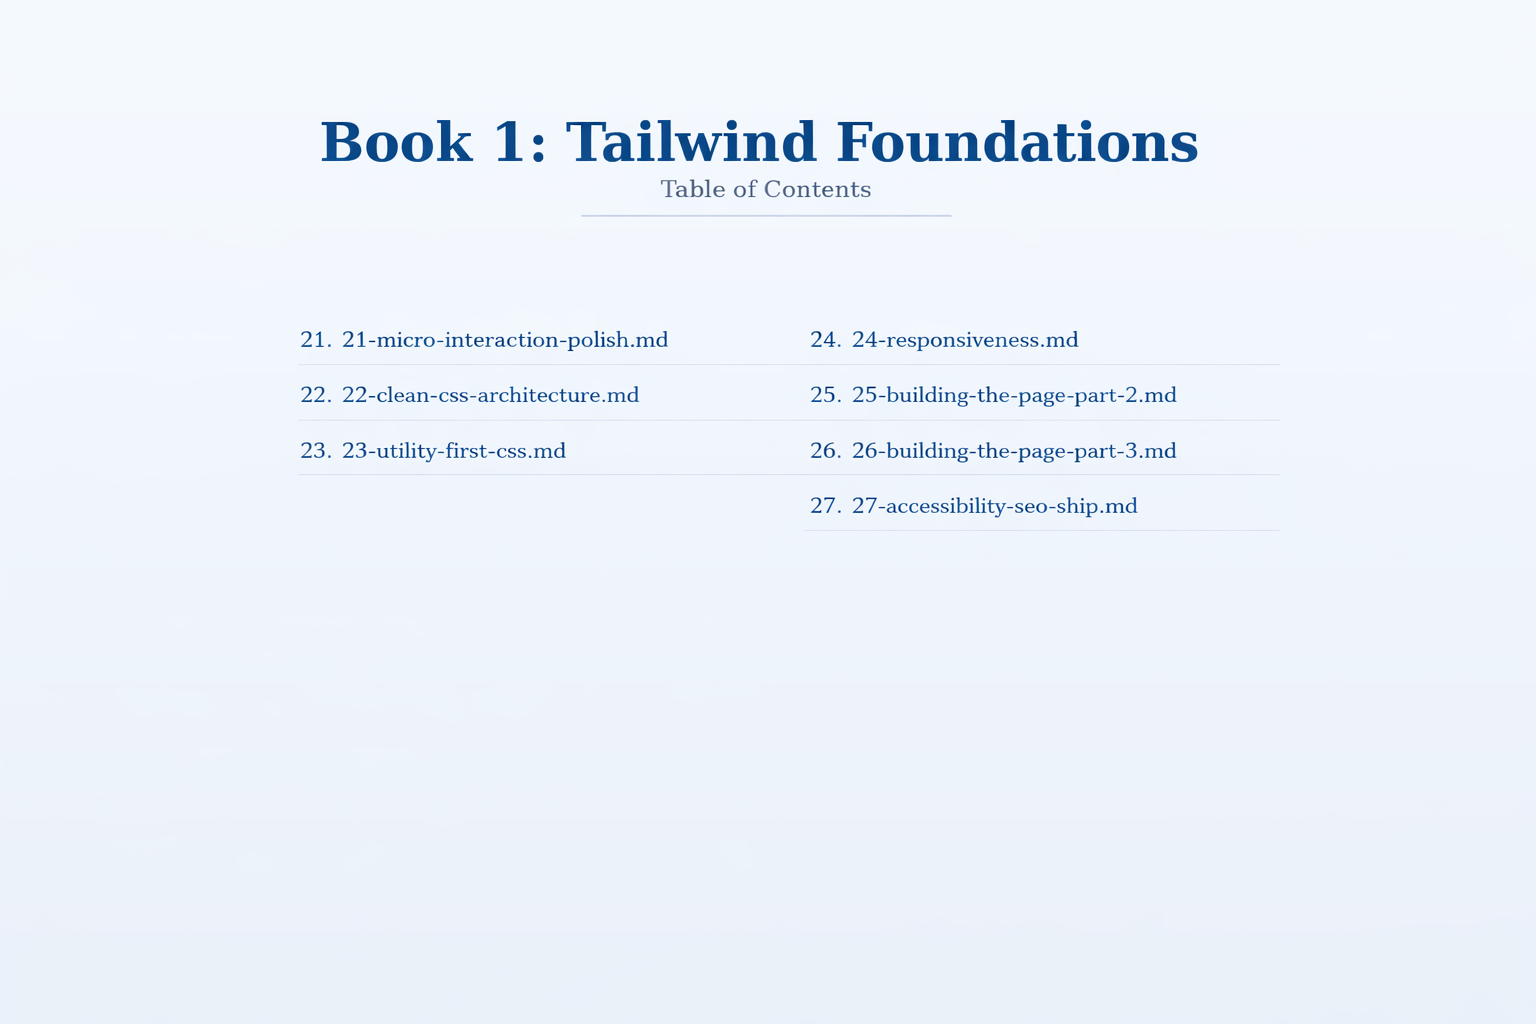 Book 1: Tailwind Foundations
Table of Contents
21. 21-micro-interaction-polish.md
22. 22-clean-css-architecture.md
23. 23-utility-first-css.md
24. 24-responsiveness.md
25. 25-building-the-page-part-2.md
26. 26-building-the-page-part-3.md
27. 27-accessibility-seo-ship.md